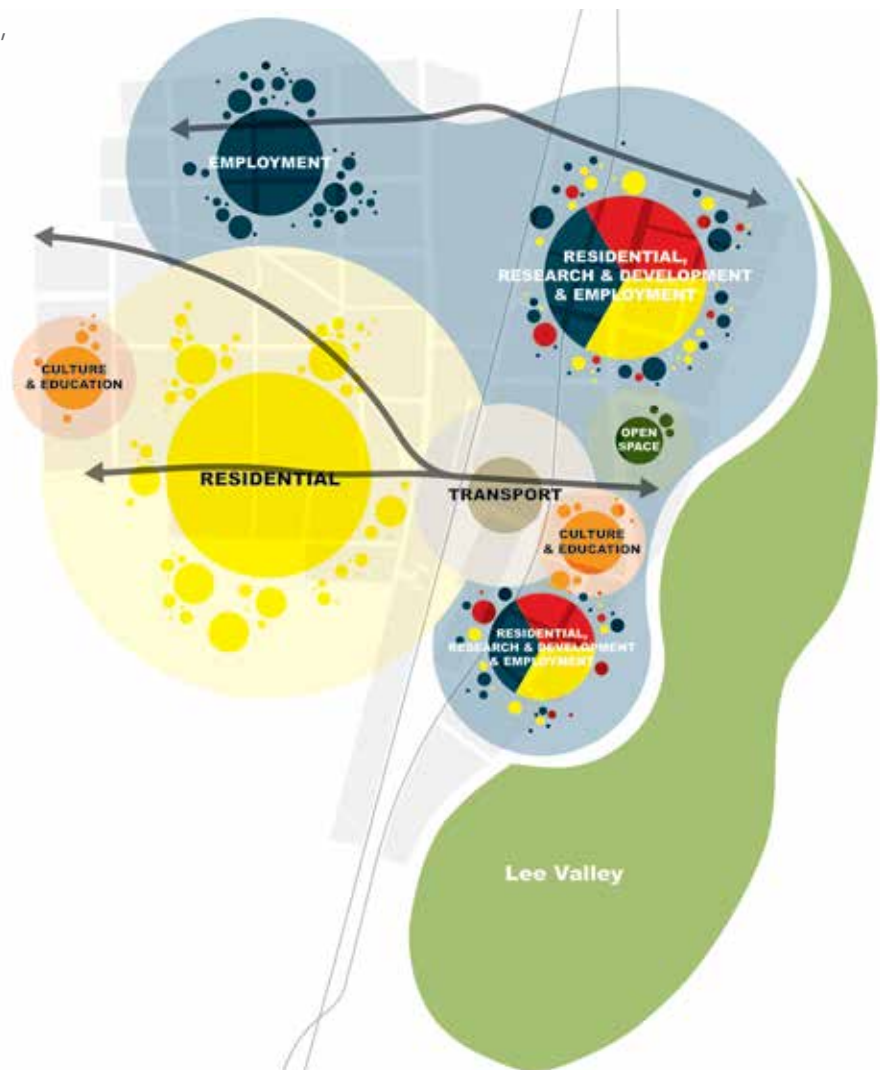 ,
EMPLOYMENT
RESIDENTIAL,
RESEARCH & DEVELOPMENT
& EMPLOYMENT
CULTURE
& EDUCATION
OPEN
SPACE
RESIDENTIAL
TRANSPORT
CULTURE
& EDUCATION
RESIDENTIAL,
RESEARCH & DEVELOPMENT
& EMPLOYMENT
Lee Valley